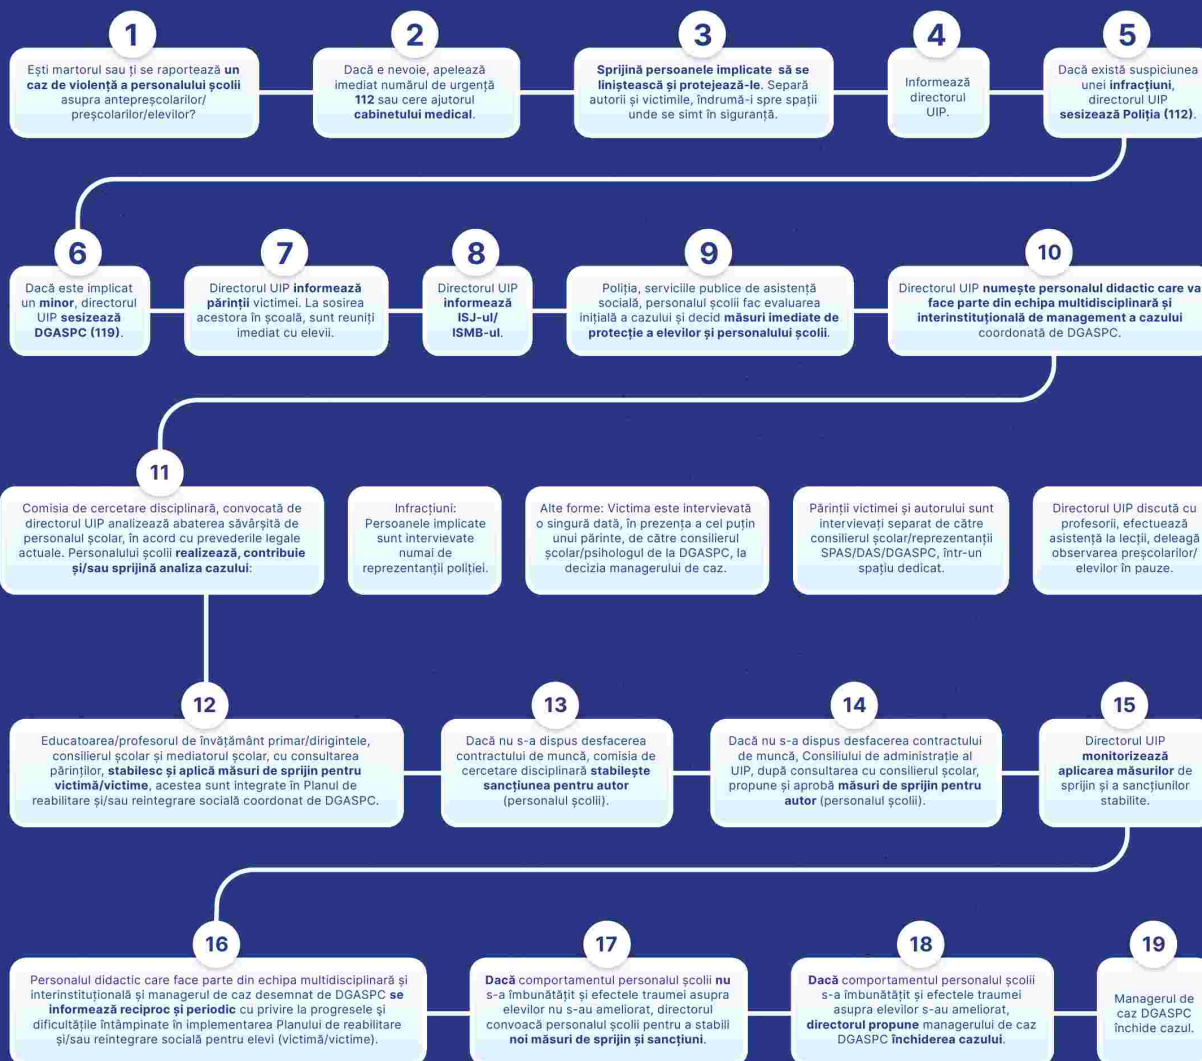 1
Ești martorul sau ți se raportează un
caz de violență a personalului școlii
asupra antepreșcolarilor/
preșcolarilor/elevilor?
2
Dacă e nevoie, apelează
imediat numărul de urgență
112 sau cere ajutorul
cabinetului medical.
3
Sprijină persoanele implicate să se
liniștească și protejează-le. Separă
autorii și victimile, îndrumă-i spre spații
unde se simt în siguranță.
4
Informează
directorul
UIP.
5
Dacă există suspiciunea
unei infracțiuni,
directorul UIP
sesizează Poliția (112).
6
Dacă este implicat
un minor, directorul
UIP sesizează
DGASPC (119).
7
Directorul UIP informează
părinții victimei. La sosirea
acestora în școală, sunt reuniți
imediat cu elevii.
8
Directorul UIP
informează
ISJ-ul/
ISMB-ul.
9
Poliția, serviciile publice de asistență
socială, personalul școlii fac evaluarea
inițială a cazului și decid măsuri imediate de
protecție a elevilor și personalului școlii.
10
Directorul UIP numește personalul didactic care va
face parte din echipa multidisciplinară și
interinstituțională de management a cazului
coordonată de DGASPC.
11
Comisia de cercetare disciplinară, convocată de
directorul UIP analizează abaterea săvârșită de
personalul școlar, în acord cu prevederile legale
actuale. Personalului școlii realizează, contribuie
și/sau sprijină analiza cazului:
Infracțiuni:
Persoanele implicate
sunt intervievate
numai de
reprezentanții poliției.
Alte forme: Victima este intervievată
o singură dată, în prezența a cel puțin
unui părinte, de către consilierul
școlar/psihologul de la DGASPC, la
decizia managerului de caz.
Părinții victimei și autorului sunt
intervievați separat de către
consilierul școlar/reprezentanții
SPAS/DAS/DGASPC, într-un
spațiu dedicat.
Directorul UIP discută cu
profesorii, efectuează
asistență la lecții, deleagă
observarea preșcolarilor/
elevilor în pauze.
12
Educatoarea/profesorul de învățământ primar/dirigintele,
consilierul școlar și mediatorul școlar, cu consultarea
părinților, stabilesc și aplică măsuri de sprijin pentru
victimă/victime, acestea sunt integrate în Planul de
reabilitare și/sau reintegrare socială coordonat de DGASPC.
13
Dacă nu s-a dispus desfacerea
contractului de muncă, comisia de
cercetare disciplinară stabilește
sancțiunea pentru autor
(personalul școlii).
14
Dacă nu s-a dispus desfacerea contractului
de muncă, Consiliului de administrație al
UIP, după consultarea cu consilierul școlar,
propune și aprobă măsuri de sprijin pentru
autor (personalul școlii).
15
Directorul UIP
monitorizează
aplicarea măsurilor de
sprijin și a sancțiunilor
stabilite.
16
Personalul didactic care face parte din echipa multidisciplinară și
interinstituțională și managerul de caz desemnat de DGASPC se
informează reciproc și periodic cu privire la progresele şi
dificultățile întâmpinate în implementarea Planului de reabilitare
și/sau reintegrare socială pentru elevi (victimă/victime).
17
Dacă comportamentul personalul școlii nu
s-a îmbunătățit și efectele traumei asupra
elevilor nu s-au ameliorat, directorul
convoacă personalul școlii pentru a stabili
noi măsuri de sprijin și sancțiuni.
18
Dacă comportamentul personalul școlii
s-a îmbunătățit și efectele traumei
asupra elevilor s-au ameliorat,
directorul propune managerului de caz
DGASPC închiderea cazului.
19
Managerul de
caz DGASPC
închide cazul.